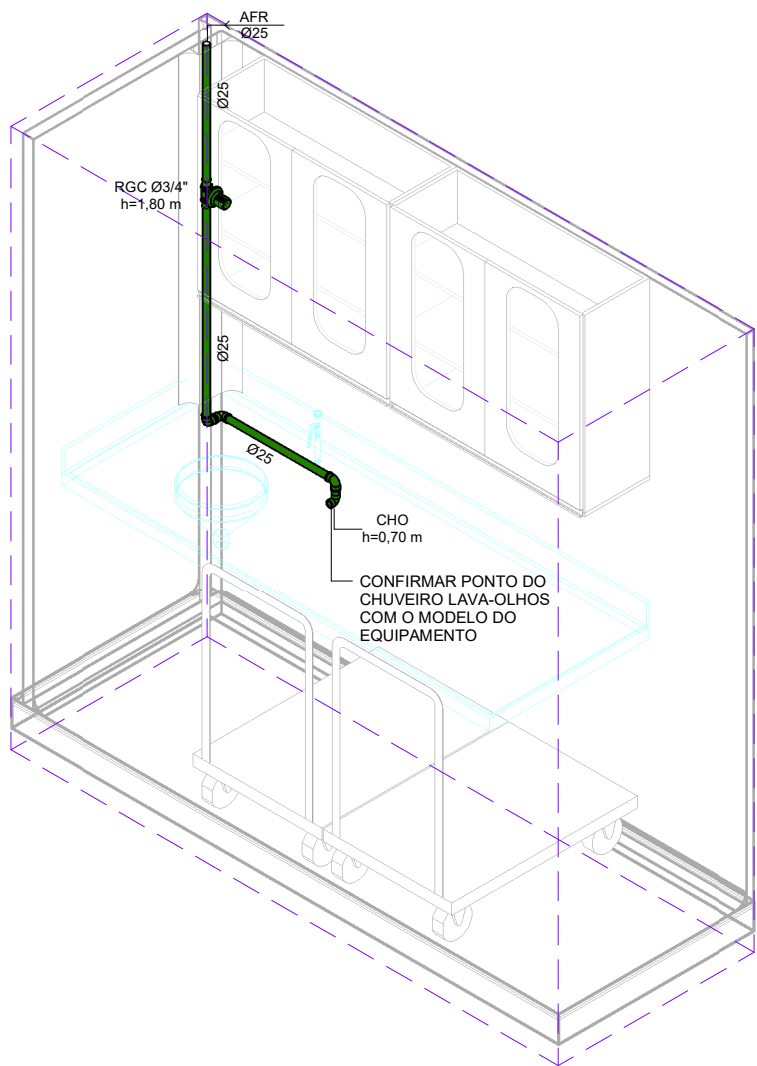 AFR
Ø25
Ø25
RGC Ø3/4"
h=1,80 m
Ø25
Ø25
CHO
h=0,70 m
CONFIRMAR PONTO DO
CHUVEIRO LAVA-OLHOS
COM O MODELO DO
EQUIPAMENTO